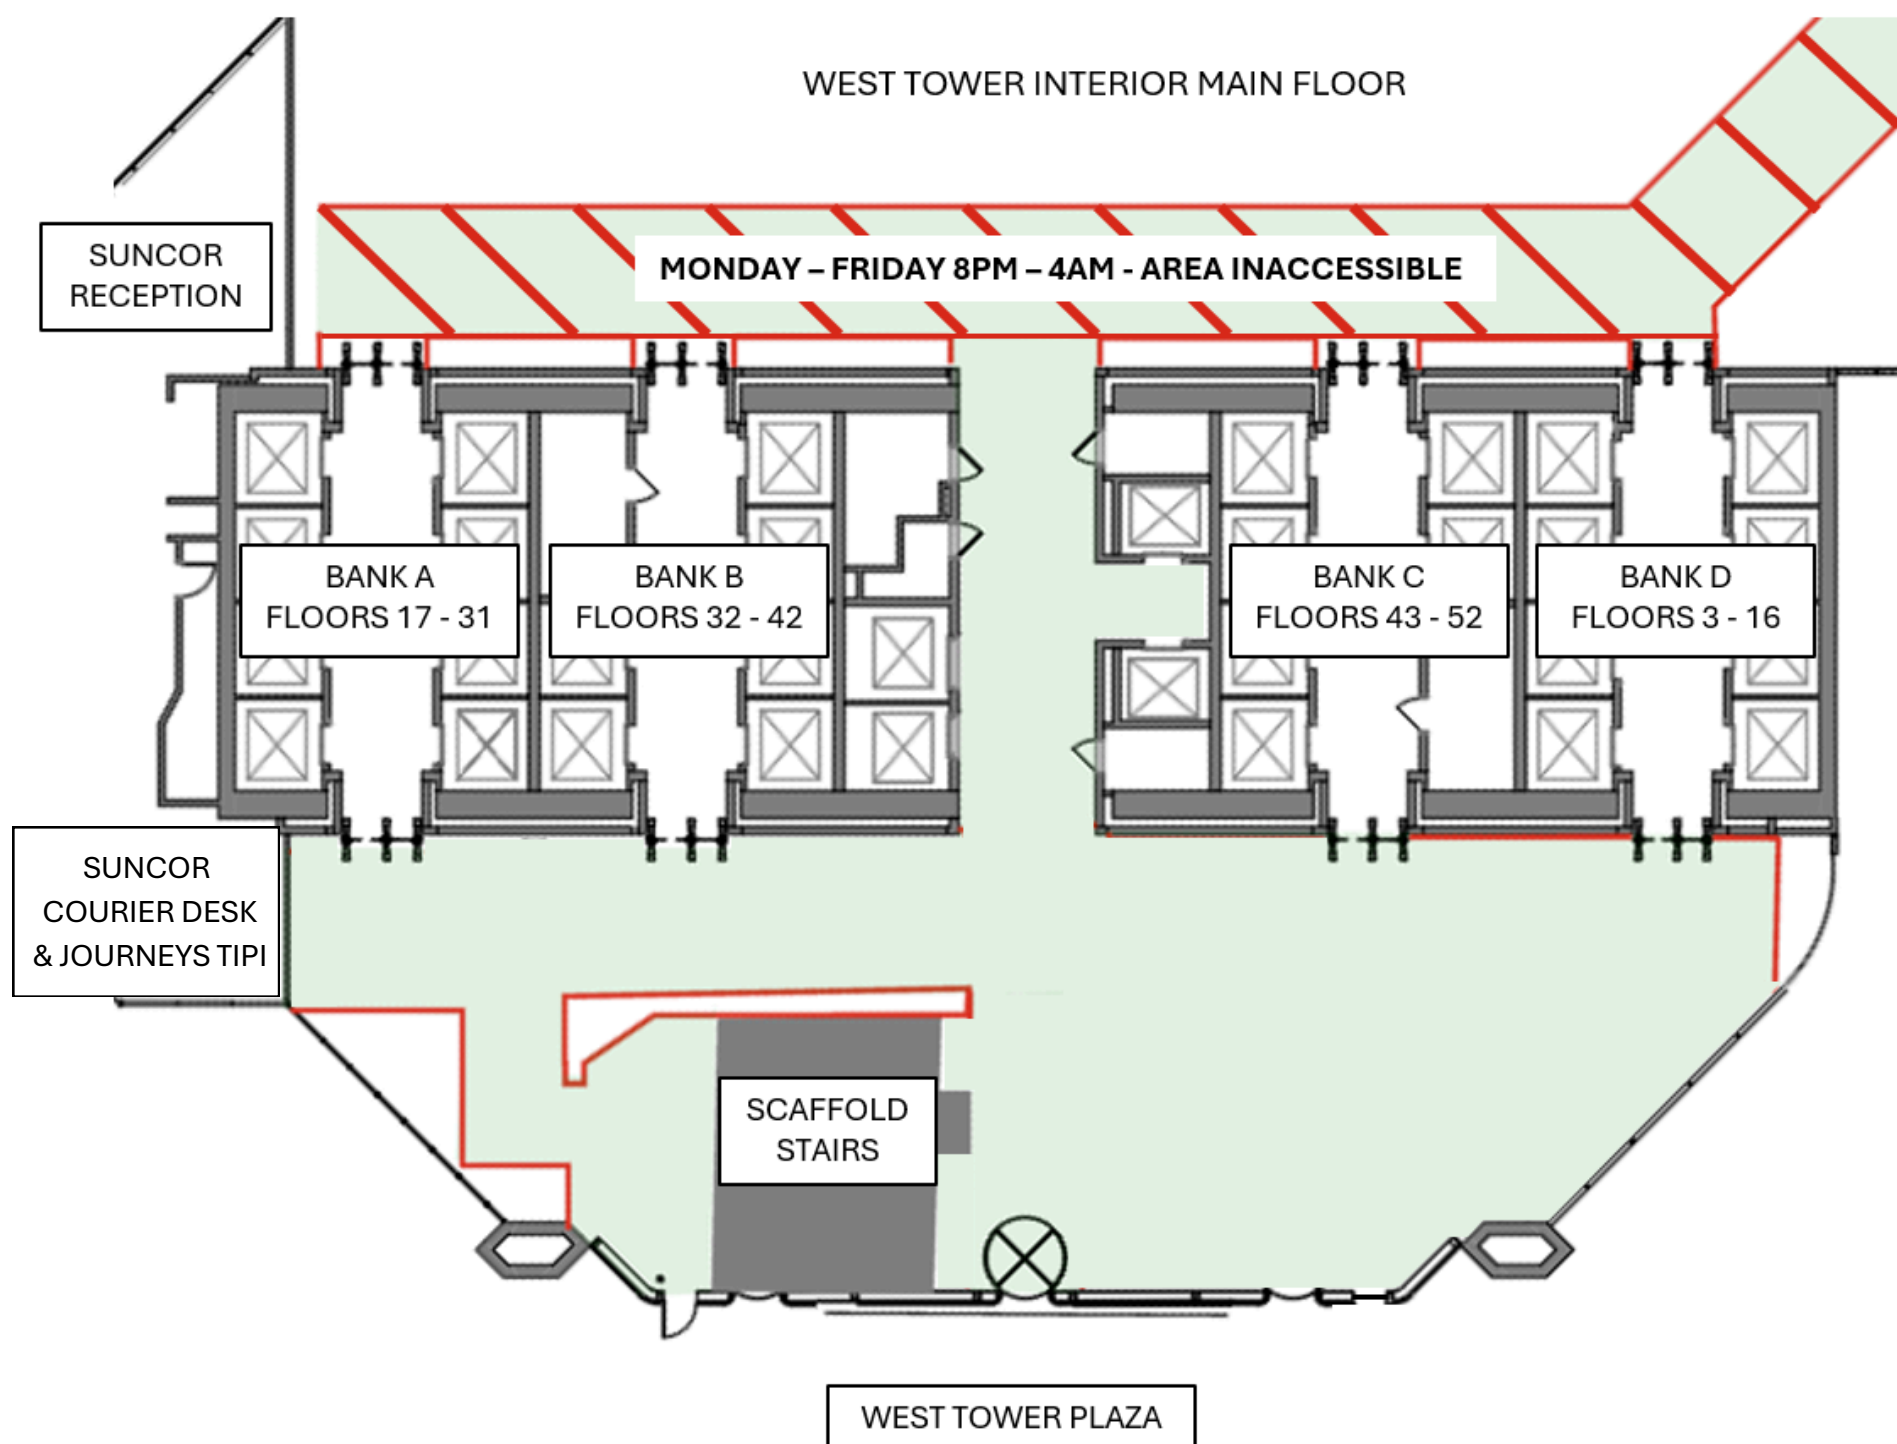 WEST TOWER INTERIOR MAIN FLOOR
SUNCOR
RECEPTION
MONDAY – FRIDAY 8PM – 4AM - AREA INACCESSIBLE
BANK A
FLOORS 17 - 31
BANK B
FLOORS 32 - 42
BANK C
FLOORS 43 - 52
BANK D
FLOORS 3 - 16
SUNCOR
COURIER DESK
& JOURNEYS TIPI
SCAFFOLD
STAIRS
WEST TOWER PLAZA